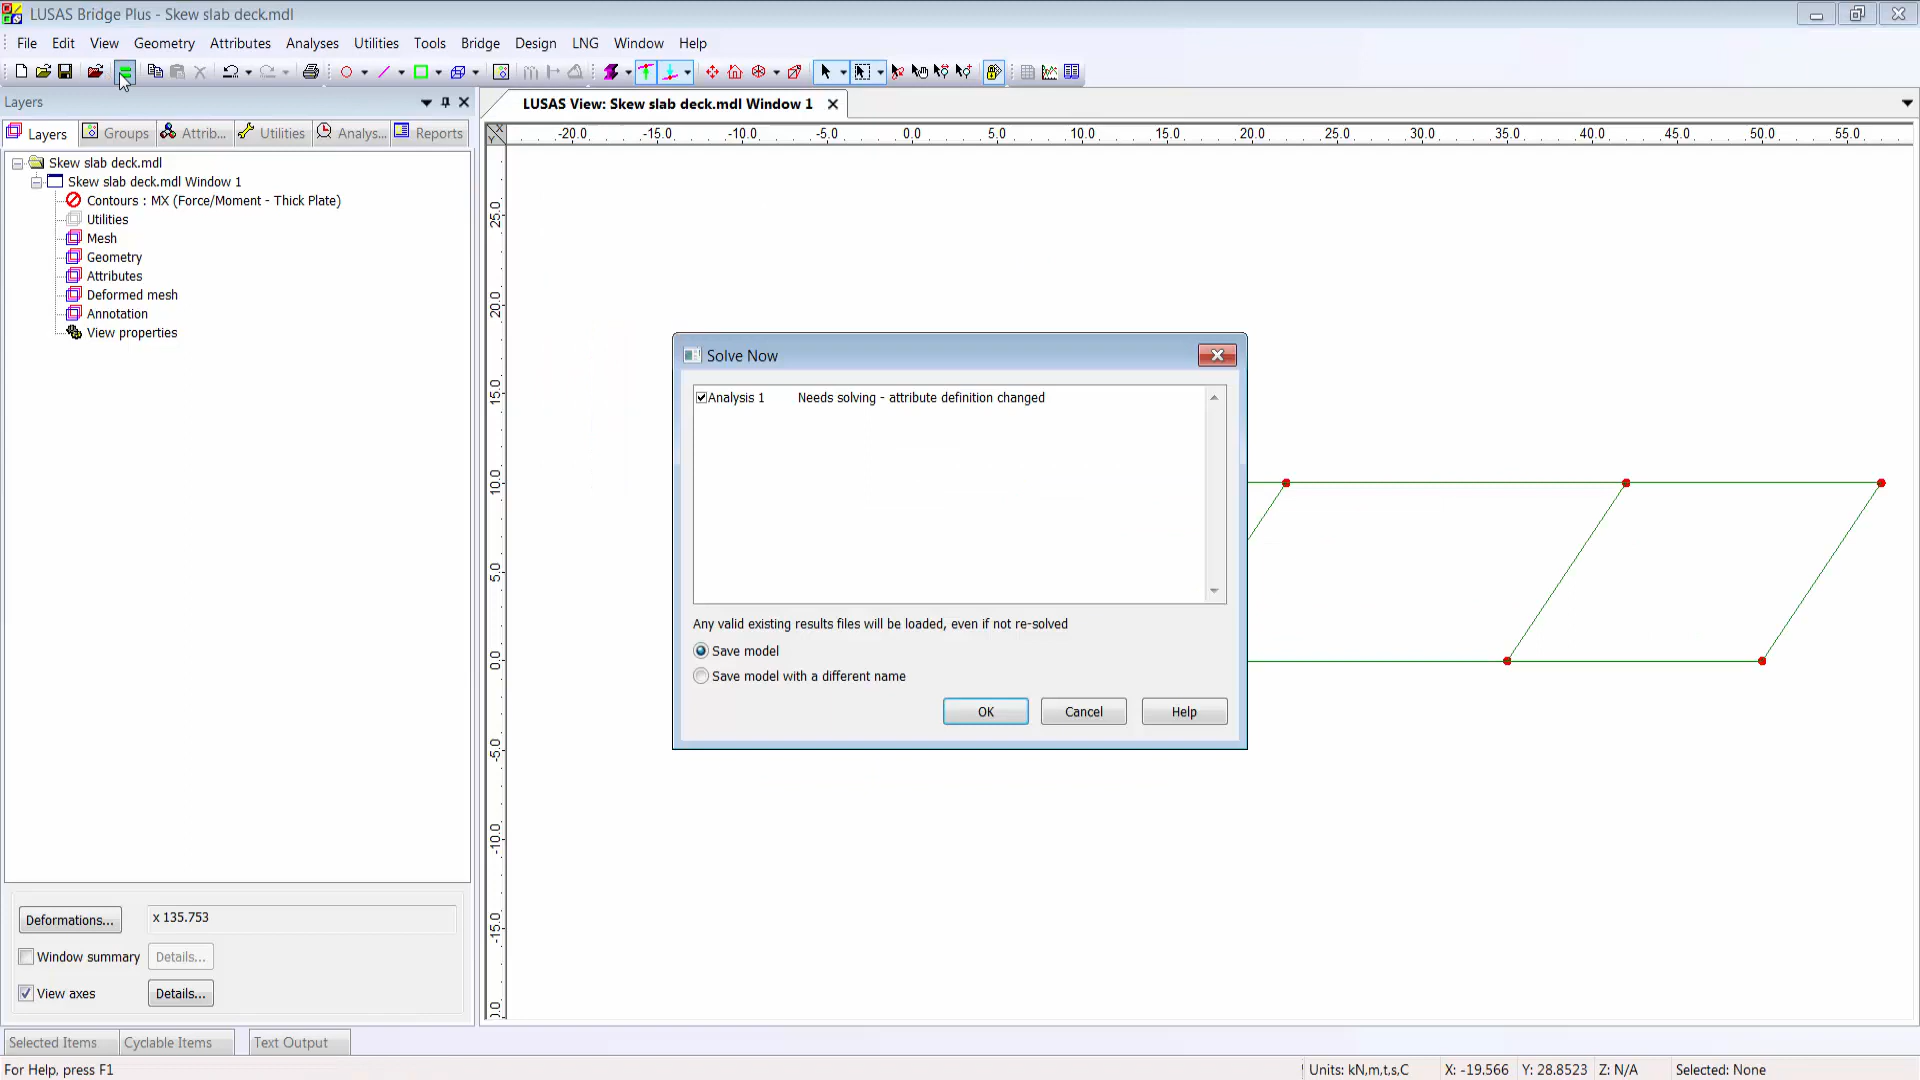 LUSAS Bridge Plus - Skew slab deck.mdl
File Edit View Geometry Attributes Analyses Utilities Tools Bridge Design LNG Window Help
Layers
LUSAS View: Skew slab deck.mdl Window 1
Layers Groups Attrib... Utilities Analys... Reports
-20.0 -15.0 -10.0 -5.0 0.0 5.0 10.0 15.0 20.0 25.0 30.0 35.0 40.0 45.0 50.0 55.0
X
Y
Skew slab deck.mdl
Skew slab deck.mdl Window 1
Contours : MX (Force/Moment - Thick Plate)
Utilities
Mesh
Geometry
Attributes
Deformed mesh
Annotation
View properties
25.0
20.0
15.0
10.0
5.0
0.0
-5.0
-10.0
-15.0
Solve Now
Analysis 1 Needs solving - attribute definition changed
Any valid existing results files will be loaded, even if not re-solved
Save model
Save model with a different name
OK Cancel Help
Deformations... x 135.753
Window summary Details...
View axes Details...
Selected Items Cyclable Items Text Output
For Help, press F1 Units: kN,m,t,s,C X: -19.566 Y: 28.8523 Z: N/A Selected: None